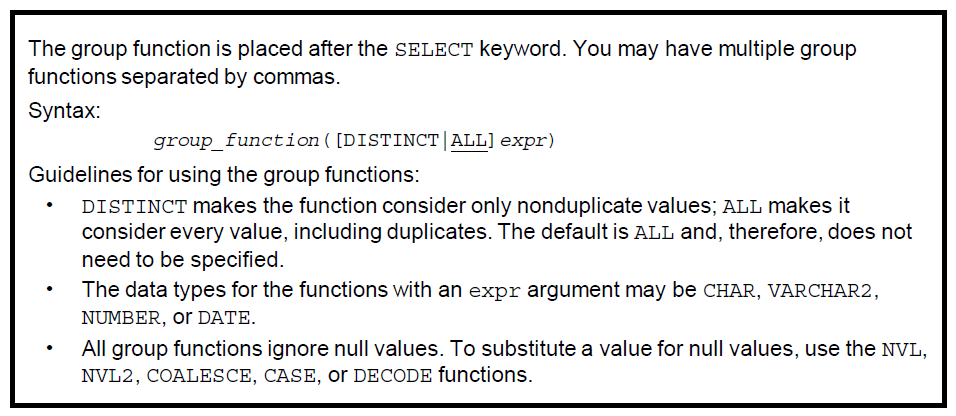 The group function is placed after the SELECT keyword. You may have multiple group
functions separated by commas.
Syntax:
group_function([DISTINCT|ALL]expr)
Guidelines for using the group functions:
• DISTINCT makes the function consider only nonduplicate values; ALL makes it
consider every value, including duplicates. The default is ALL and, therefore, does not
need to be specified.
• The data types for the functions with an expr argument may be CHAR, VARCHAR2,
NUMBER, or DATE.
• All group functions ignore null values. To substitute a value for null values, use the NVL,
NVL2, COALESCE, CASE, or DECODE functions.